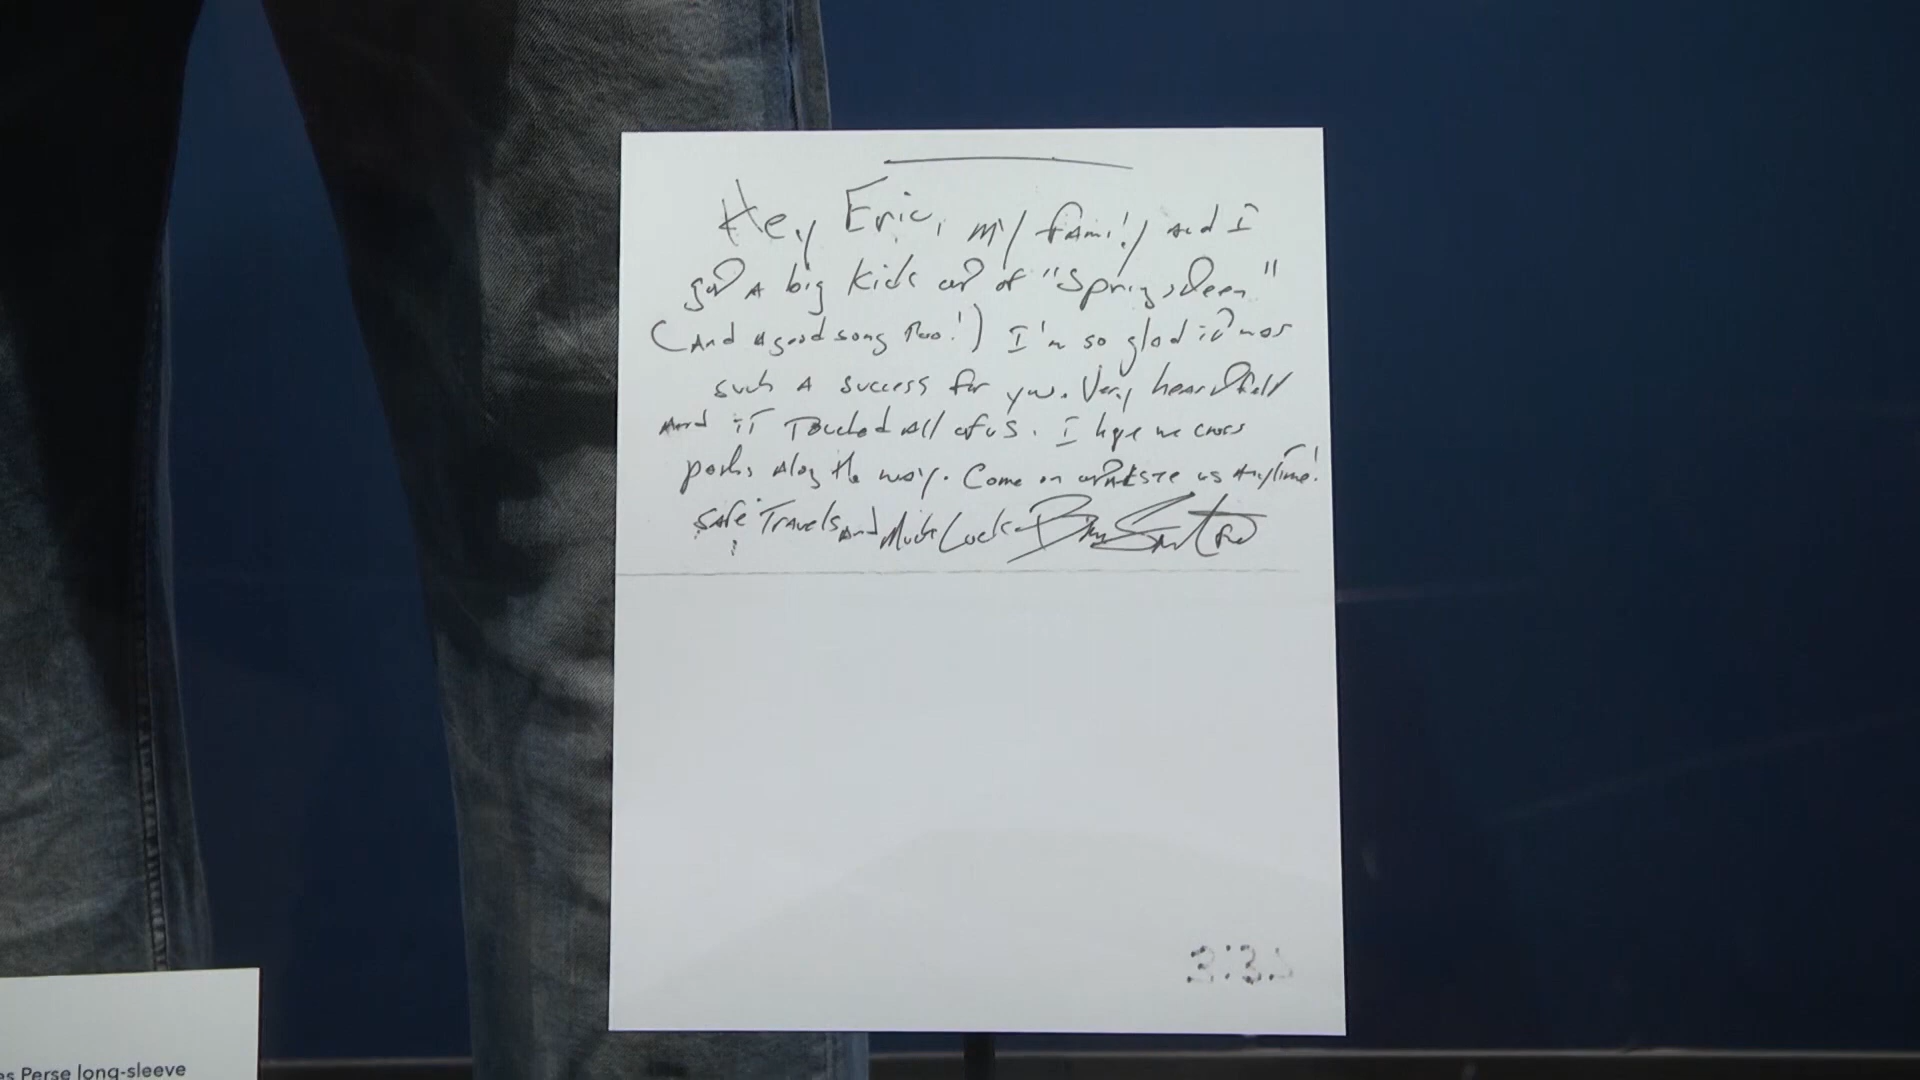 Hey Eric, my family and I
got a big kick out of "Springsteen"
(and a good song too!) I'm so glad it was
such a success for you. Very heartfelt
and it touched all of us. I hope we cross
paths along the way. Come on out &amp; see us anytime!
safe Travels and Much Luck
es Perse long-sleeve